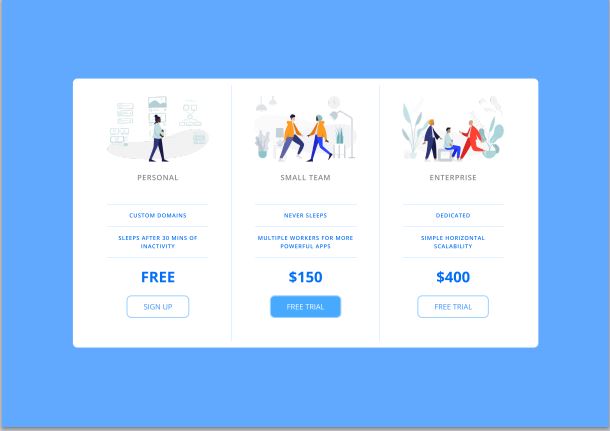 PERSONAL
CUSTOM DOMAINS
SLEEPS AFTER 30 MINS OF
INACTIVITY
FREE
SIGN UP
SMALL TEAM
NEVER SLEEPS
MULTIPLE WORKERS FOR MORE
POWERFUL APPS
$150
FREE TRIAL
ENTERPRISE
DEDICATED
SIMPLE HORIZONTAL
SCALABILITY
$400
FREE TRIAL